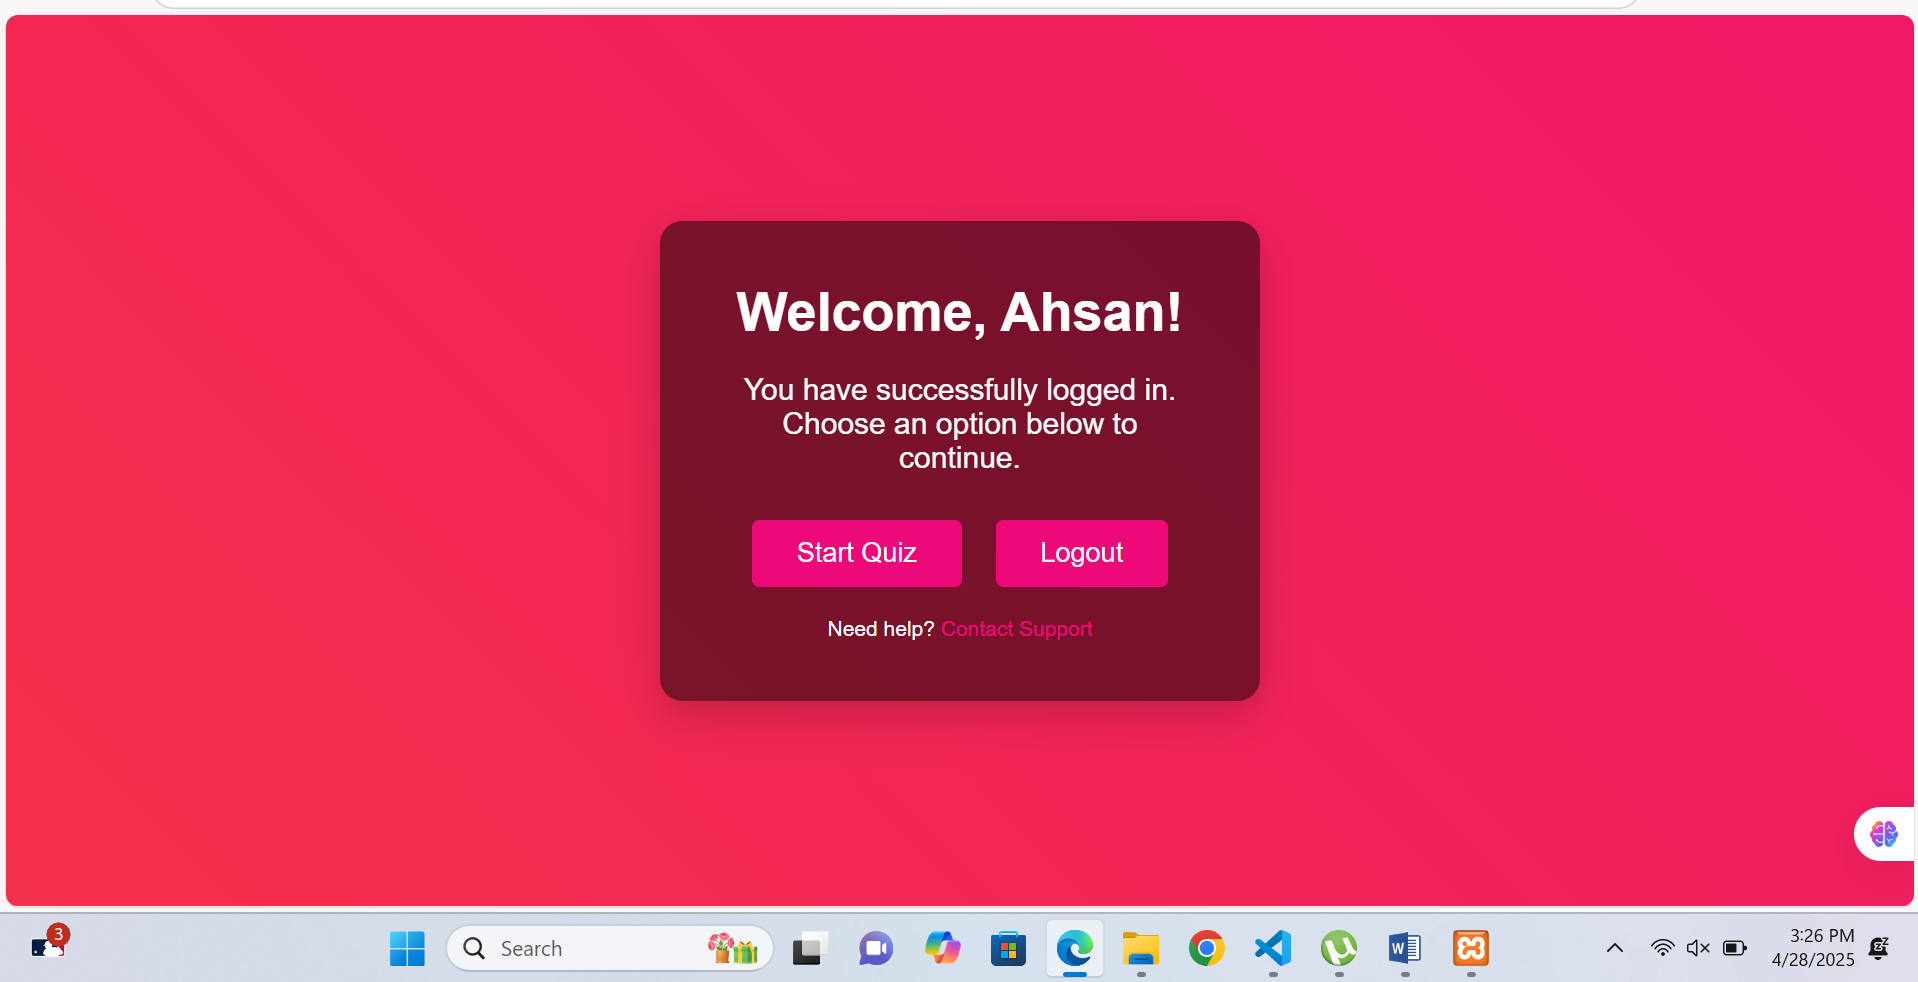 Welcome, Ahsan!
You have successfully logged in.
Choose an option below to
continue.
Start Quiz
Logout
Need help? Contact Support
3
Search
W
3:26 PM
4/28/2025